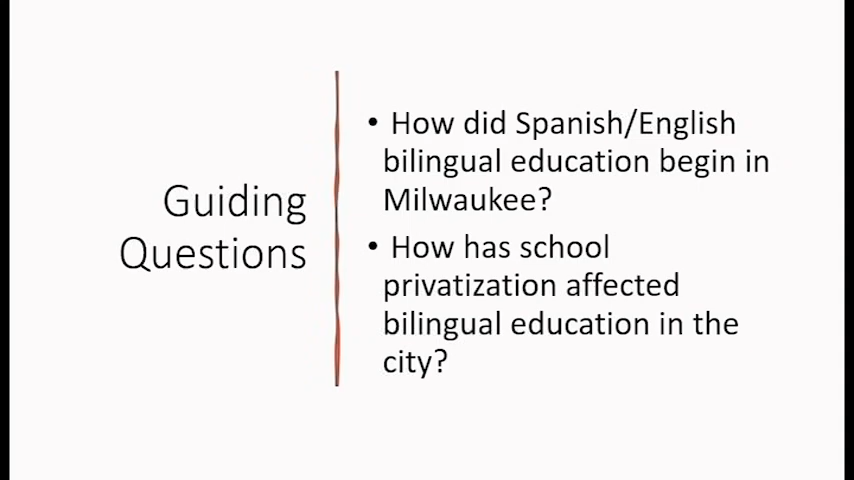 Guiding
Questions
• How did Spanish/English
bilingual education begin in
Milwaukee?
• How has school
privatization affected
bilingual education in the
city?